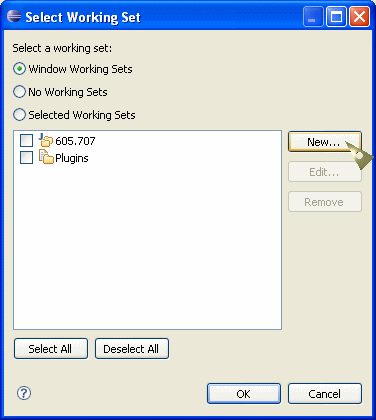 Select Working Set
Select a working set:
Window Working Sets
No Working Sets
Selected Working Sets
605.707
Plugins
New...
Edit...
Remove
Select All
Deselect All
?
OK
Cancel